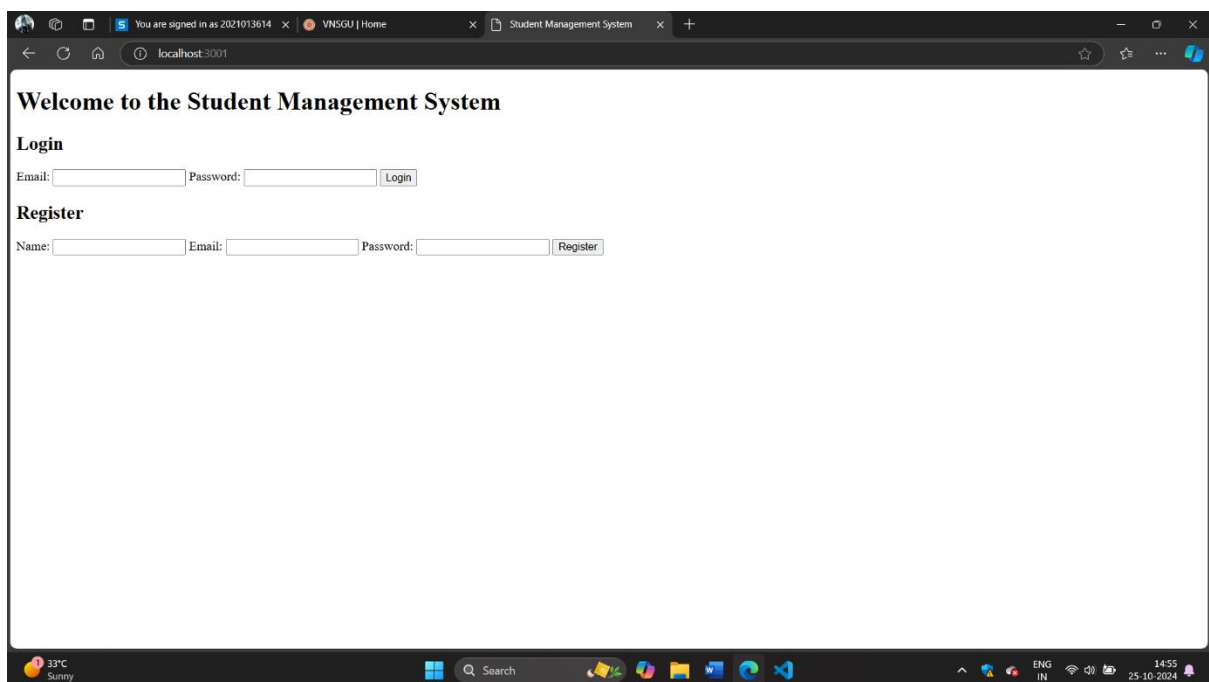 S You are signed in as 2021013614 VNSGU | Home Student Management System
localhost:3001
Welcome to the Student Management System
Login
Email: Password: Login
Register
Name: Email: Password: Register
1 33°C
Sunny
Search
W
ENG
IN
14:55
25-10-2024